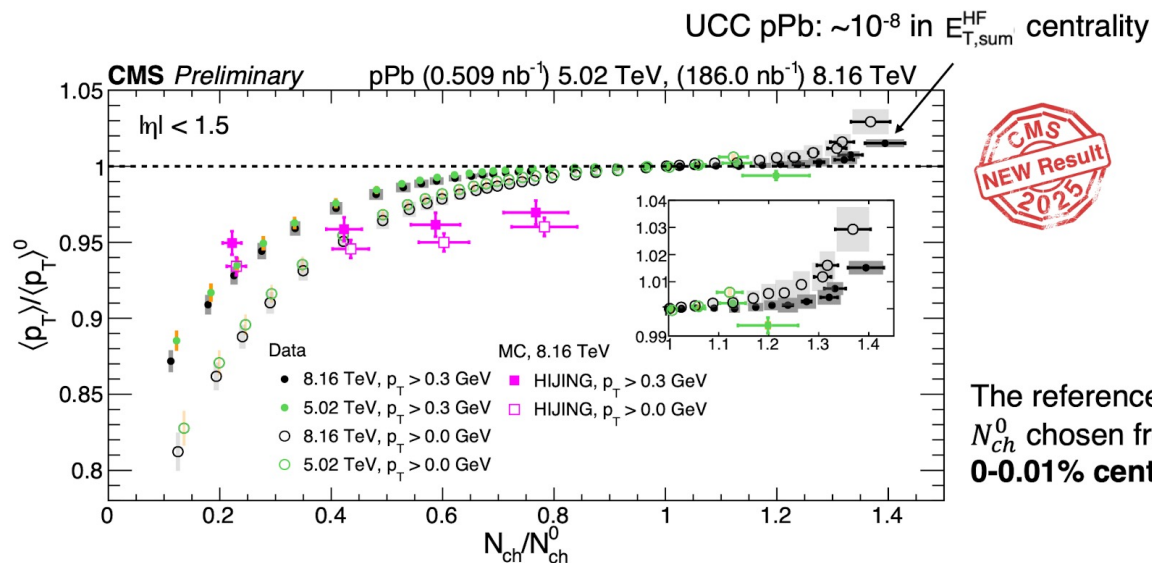 UCC pPb: ~10⁻⁸ in E^HF_T,sum centrality
CMS Preliminary
pPb (0.509 nb⁻¹) 5.02 TeV, (186.0 nb⁻¹) 8.16 TeV
|η| < 1.5
1.05
1
0.95
0.9
0.85
0.8
⟨p_T⟩/⟨p_T⟩⁰
0 0.2 0.4 0.6 0.8 1 1.2 1.4
N_ch/N⁰_ch
Data
8.16 TeV, p_T > 0.3 GeV
5.02 TeV, p_T > 0.3 GeV
8.16 TeV, p_T > 0.0 GeV
5.02 TeV, p_T > 0.0 GeV
MC, 8.16 TeV
HIJING, p_T > 0.3 GeV
HIJING, p_T > 0.0 GeV
1.04
1.03
1.02
1.01
1.00
0.99
1.0 1.1 1.2 1.3 1.4
CMS
NEW Result
2025
The reference
N⁰_ch chosen fr
0-0.01% cent